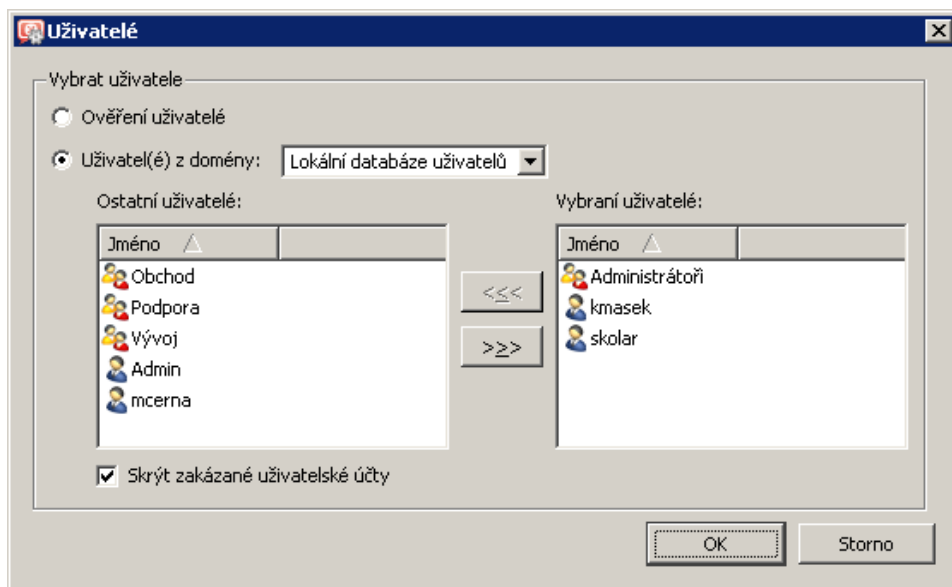 Uživatelé
Vybrat uživatele
Ověření uživatelé
Uživatel(é) z domény: Lokální databáze uživatelů
Ostatní uživatelé: Vybraní uživatelé:
Jméno Jméno
Obchod Administrátoři
Podpora kmasek
Vývoj skolar
Admin
mcerna
<<<
>>>
Skrýt zakázané uživatelské účty
OK Storno